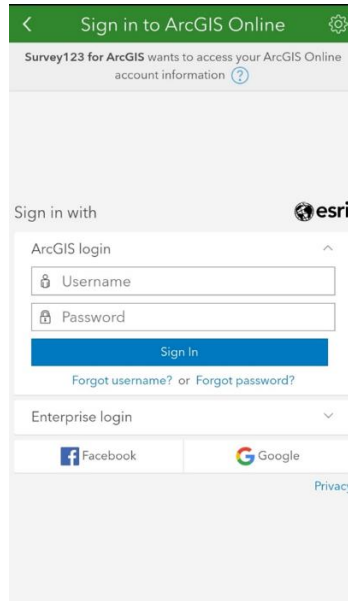 Sign in to ArcGIS Online
Survey123 for ArcGIS wants to access your ArcGIS Online
account information ?
Sign in with
esri
ArcGIS login
Username
Password
Sign In
Forgot username? or Forgot password?
Enterprise login
Facebook
Google
Privacy